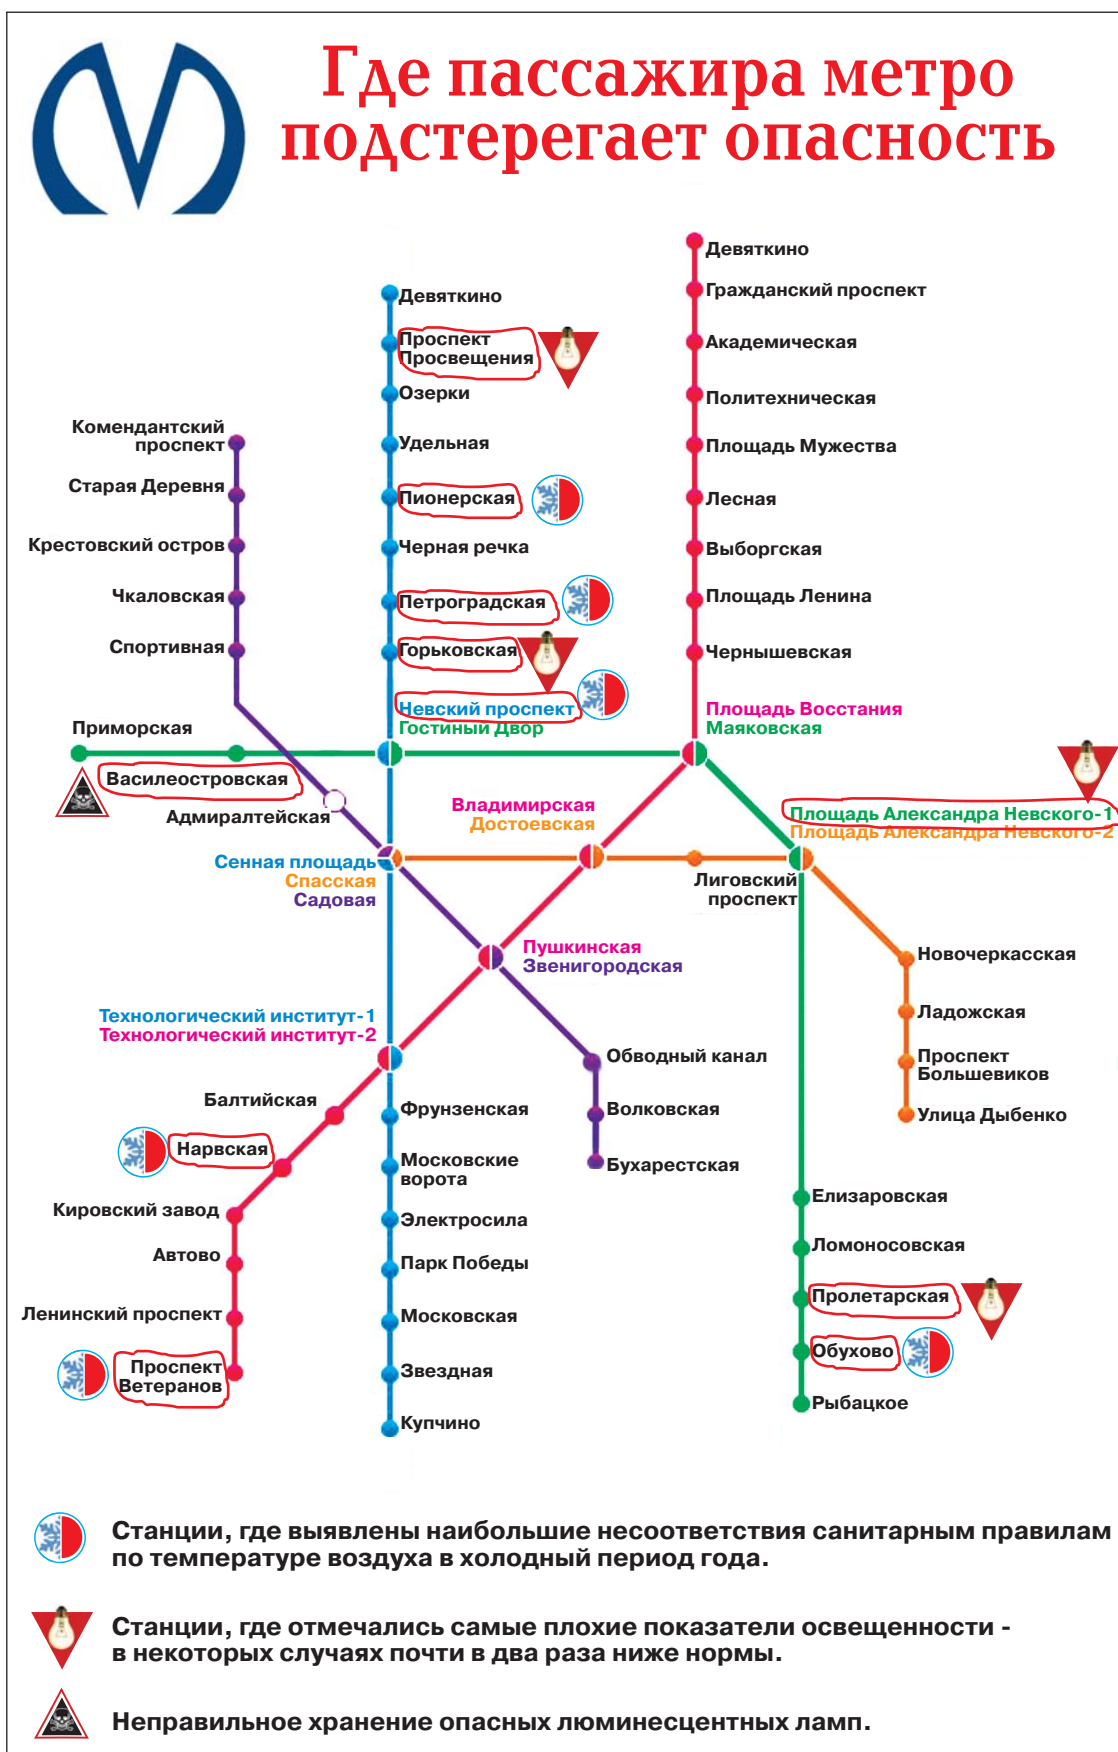 Где пассажира метро
подстерегает опасность
Девяткино
Гражданский проспект
Академическая
Политехническая
Площадь Мужества
Лесная
Выборгская
Площадь Ленина
Чернышевская
Площадь Восстания
Маяковская
Девяткино
Проспект
Просвещения
Озерки
Удельная
Пионерская
Черная речка
Петроградская
Горьковская
Невский проспект
Гостиный Двор
Комендантский
проспект
Старая Деревня
Крестовский остров
Чкаловская
Спортивная
Приморская
Василеостровская
Адмиралтейская
Владимирская
Достоевская
Площадь Александра Невского-1
Площадь Александра Невского-2
Сенная площадь
Спасская
Садовая
Лиговский
проспект
Пушкинская
Звенигородская
Новочеркасская
Ладожская
Проспект
Большевиков
Улица Дыбенко
Технологический институт-1
Технологический институт-2
Обводный канал
Волковская
Бухарестская
Балтийская
Нарвская
Кировский завод
Автово
Ленинский проспект
Проспект
Ветеранов
Фрунзенская
Московские
ворота
Электросила
Парк Победы
Московская
Звездная
Купчино
Елизаровская
Ломоносовская
Пролетарская
Обухово
Рыбацкое
Станции, где выявлены наибольшие несоответствия санитарным правилам
по температуре воздуха в холодный период года.
Станции, где отмечались самые плохие показатели освещенности -
в некоторых случаях почти в два раза ниже нормы.
Неправильное хранение опасных люминесцентных ламп.